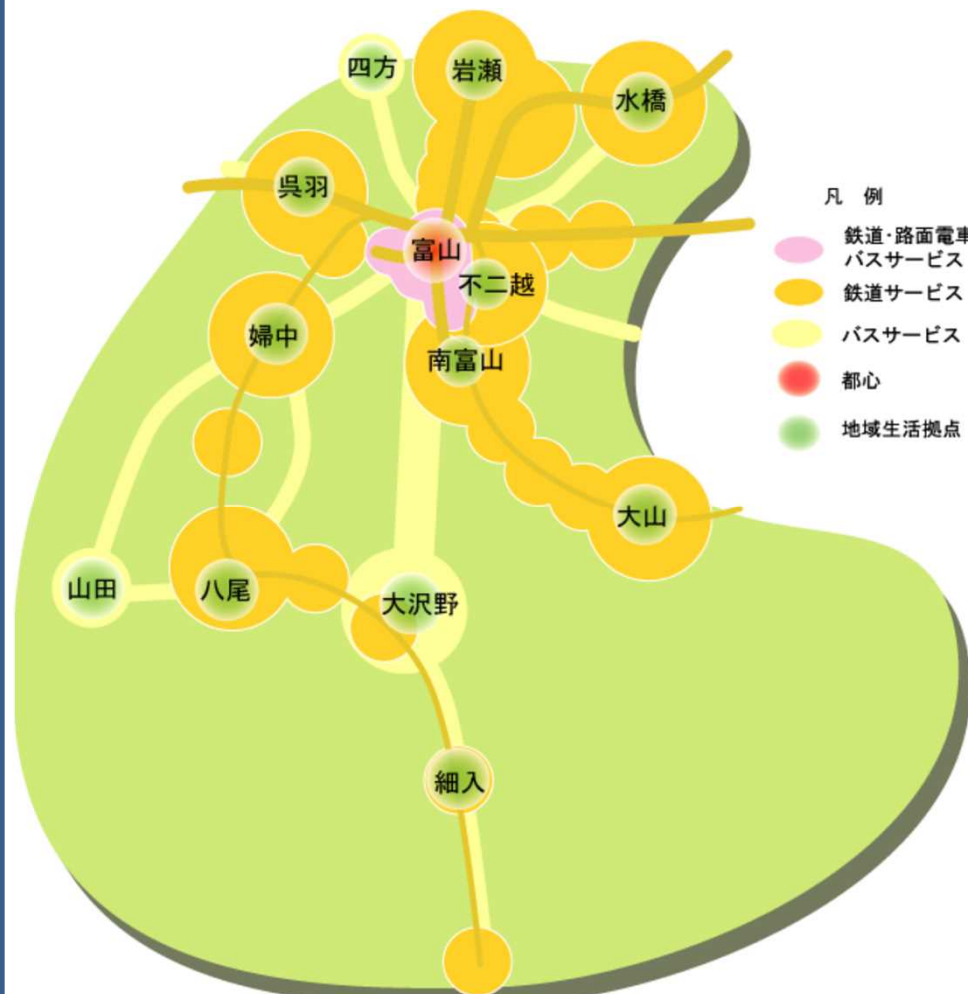 四方
岩瀬
水橋
呉羽
富山
不二越
婦中
南富山
大山
山田
八尾
大沢野
細入
凡 例
鉄道・路面電車
バスサービス
鉄道サービス
バスサービス
都心
地域生活拠点